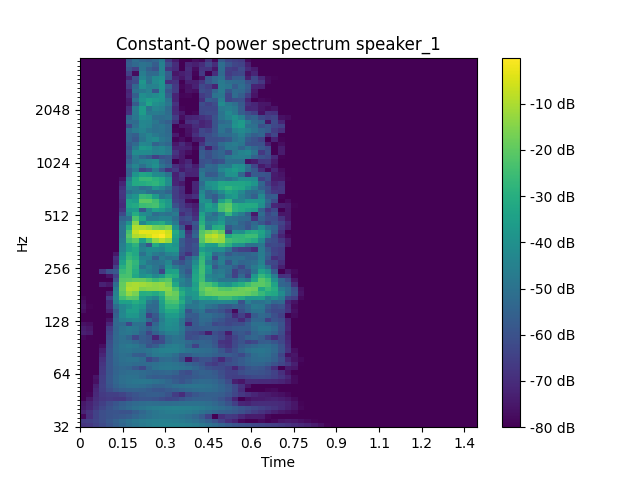 Constant-Q power spectrum speaker_1
Hz
2048
1024
512
256
128
64
32
0 0.15 0.3 0.45 0.6 0.75 0.9 1.1 1.2 1.4
Time
-10 dB
-20 dB
-30 dB
-40 dB
-50 dB
-60 dB
-70 dB
-80 dB